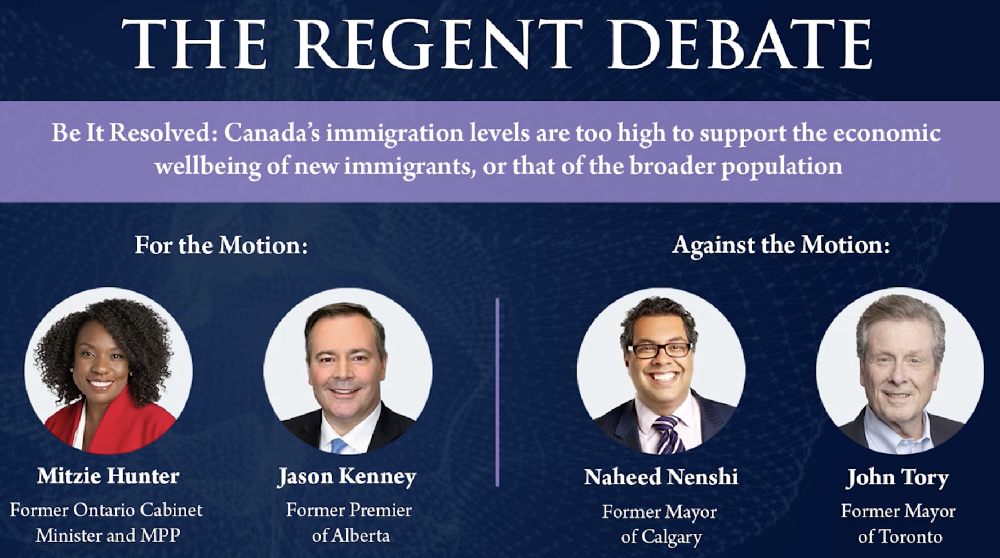 THE REGENT DEBATE
Be It Resolved: Canada’s immigration levels are too high to support the economic
wellbeing of new immigrants, or that of the broader population
For the Motion:
Against the Motion:
Mitzie Hunter
Former Ontario Cabinet
Minister and MPP
Jason Kenney
Former Premier
of Alberta
Naheed Nenshi
Former Mayor
of Calgary
John Tory
Former Mayor
of Toronto